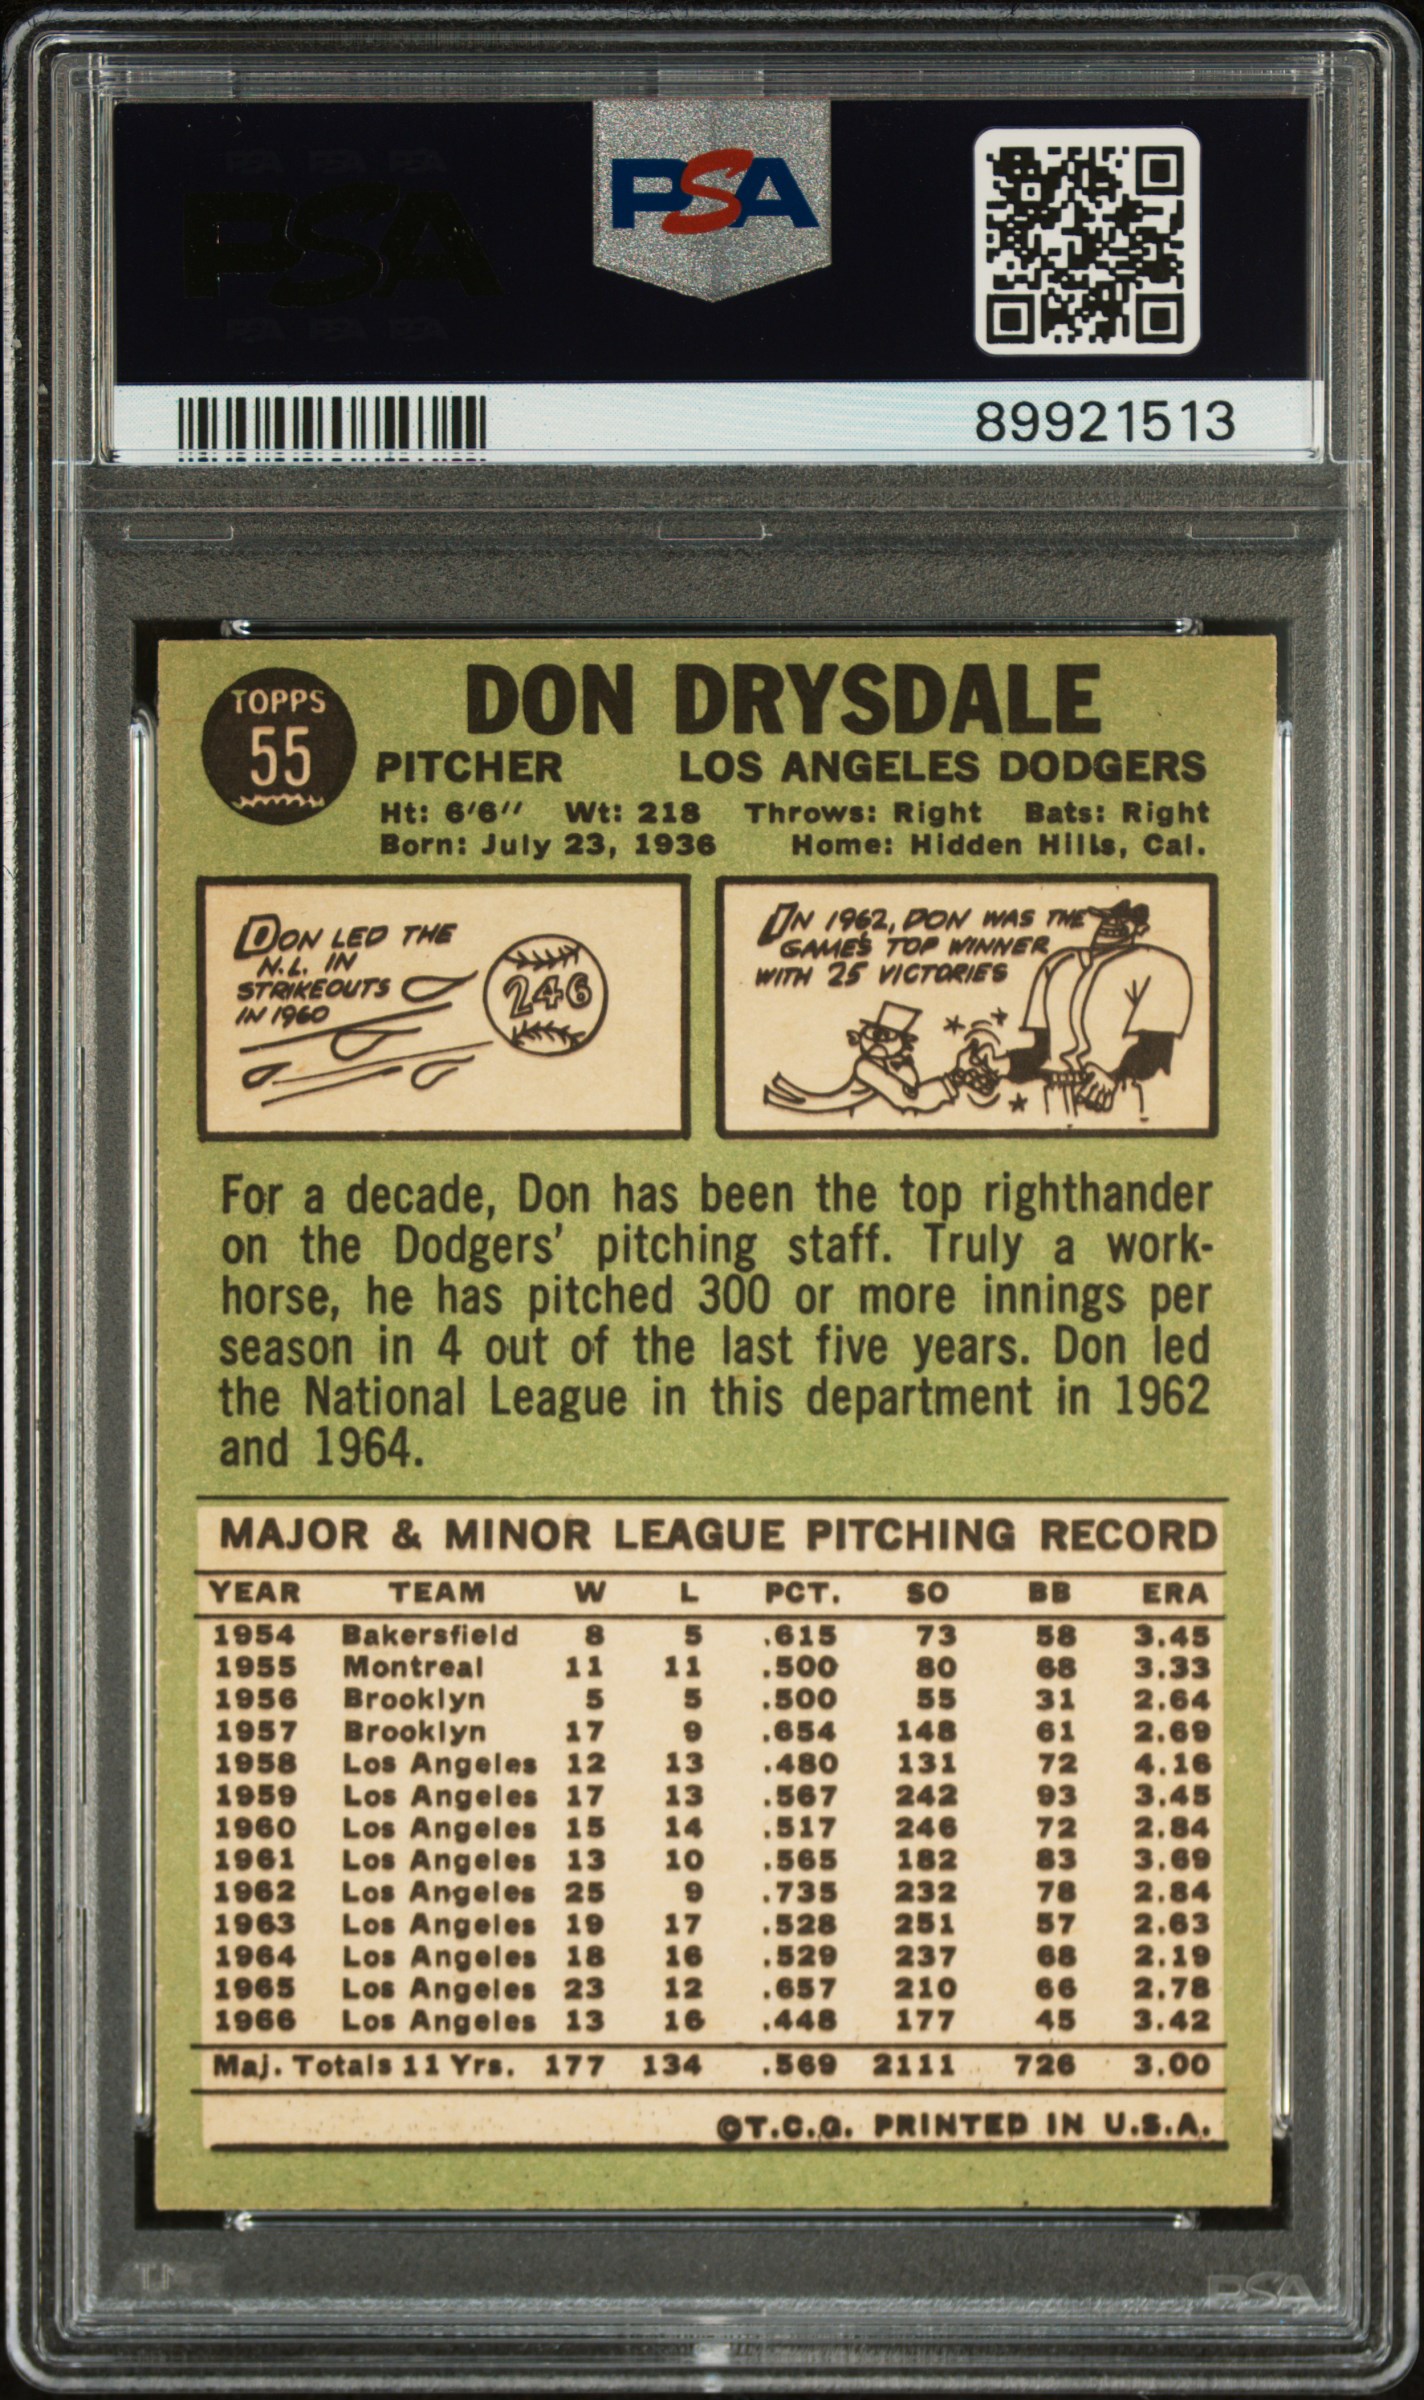 PSA PSA PSA
PSA
PSA PSA PSA
PSA
89921513
TOPPS
55
DON DRYSDALE
PITCHER LOS ANGELES DODGERS
Ht: 6'6" Wt: 218 Throws: Right Bats: Right
Born: July 23, 1936 Home: Hidden Hills, Cal.
DON LED THE
N.L. IN
STRIKEOUTS
IN 1960
246
IN 1962, DON WAS THE
GAME'S TOP WINNER
WITH 25 VICTORIES
For a decade, Don has been the top righthander
on the Dodgers' pitching staff. Truly a work-
horse, he has pitched 300 or more innings per
season in 4 out of the last five years. Don led
the National League in this department in 1962
and 1964.
MAJOR & MINOR LEAGUE PITCHING RECORD
YEAR TEAM W L PCT. SO BB ERA
1954 Bakersfield 8 5 .615 73 58 3.45
1955 Montreal 11 11 .500 80 68 3.33
1956 Brooklyn 5 5 .500 55 31 2.64
1957 Brooklyn 17 9 .654 148 61 2.69
1958 Los Angeles 12 13 .480 131 72 4.16
1959 Los Angeles 17 13 .567 242 93 3.45
1960 Los Angeles 15 14 .517 246 72 2.84
1961 Los Angeles 13 10 .565 182 83 3.69
1962 Los Angeles 25 9 .735 232 78 2.84
1963 Los Angeles 19 17 .528 251 57 2.63
1964 Los Angeles 18 16 .529 237 68 2.19
1965 Los Angeles 23 12 .657 210 66 2.78
1966 Los Angeles 13 16 .448 177 45 3.42
Maj. Totals 11 Yrs. 177 134 .569 2111 726 3.00
©T.C.G. PRINTED IN U.S.A.
PSA